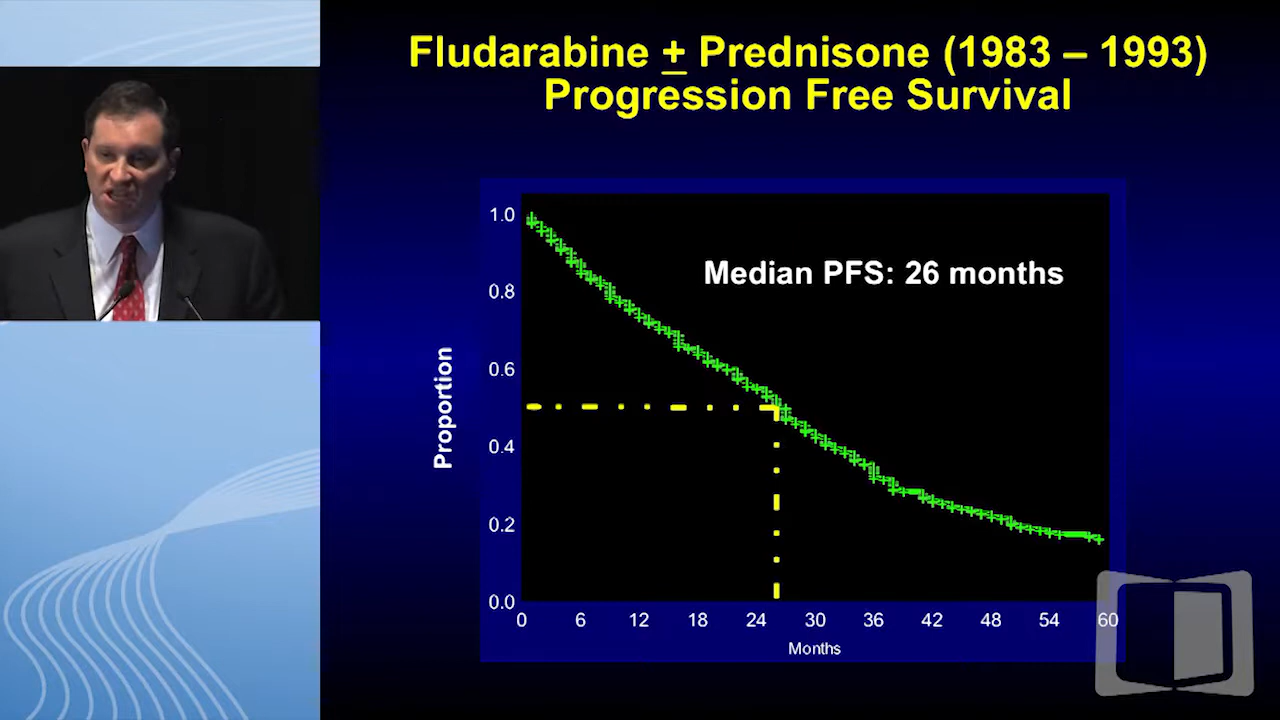 Fludarabine ± Prednisone (1983 – 1993)
Progression Free Survival
Median PFS: 26 months
Proportion
1.0
0.8
0.6
0.4
0.2
0.0
0 6 12 18 24 30 36 42 48 54 60
Months